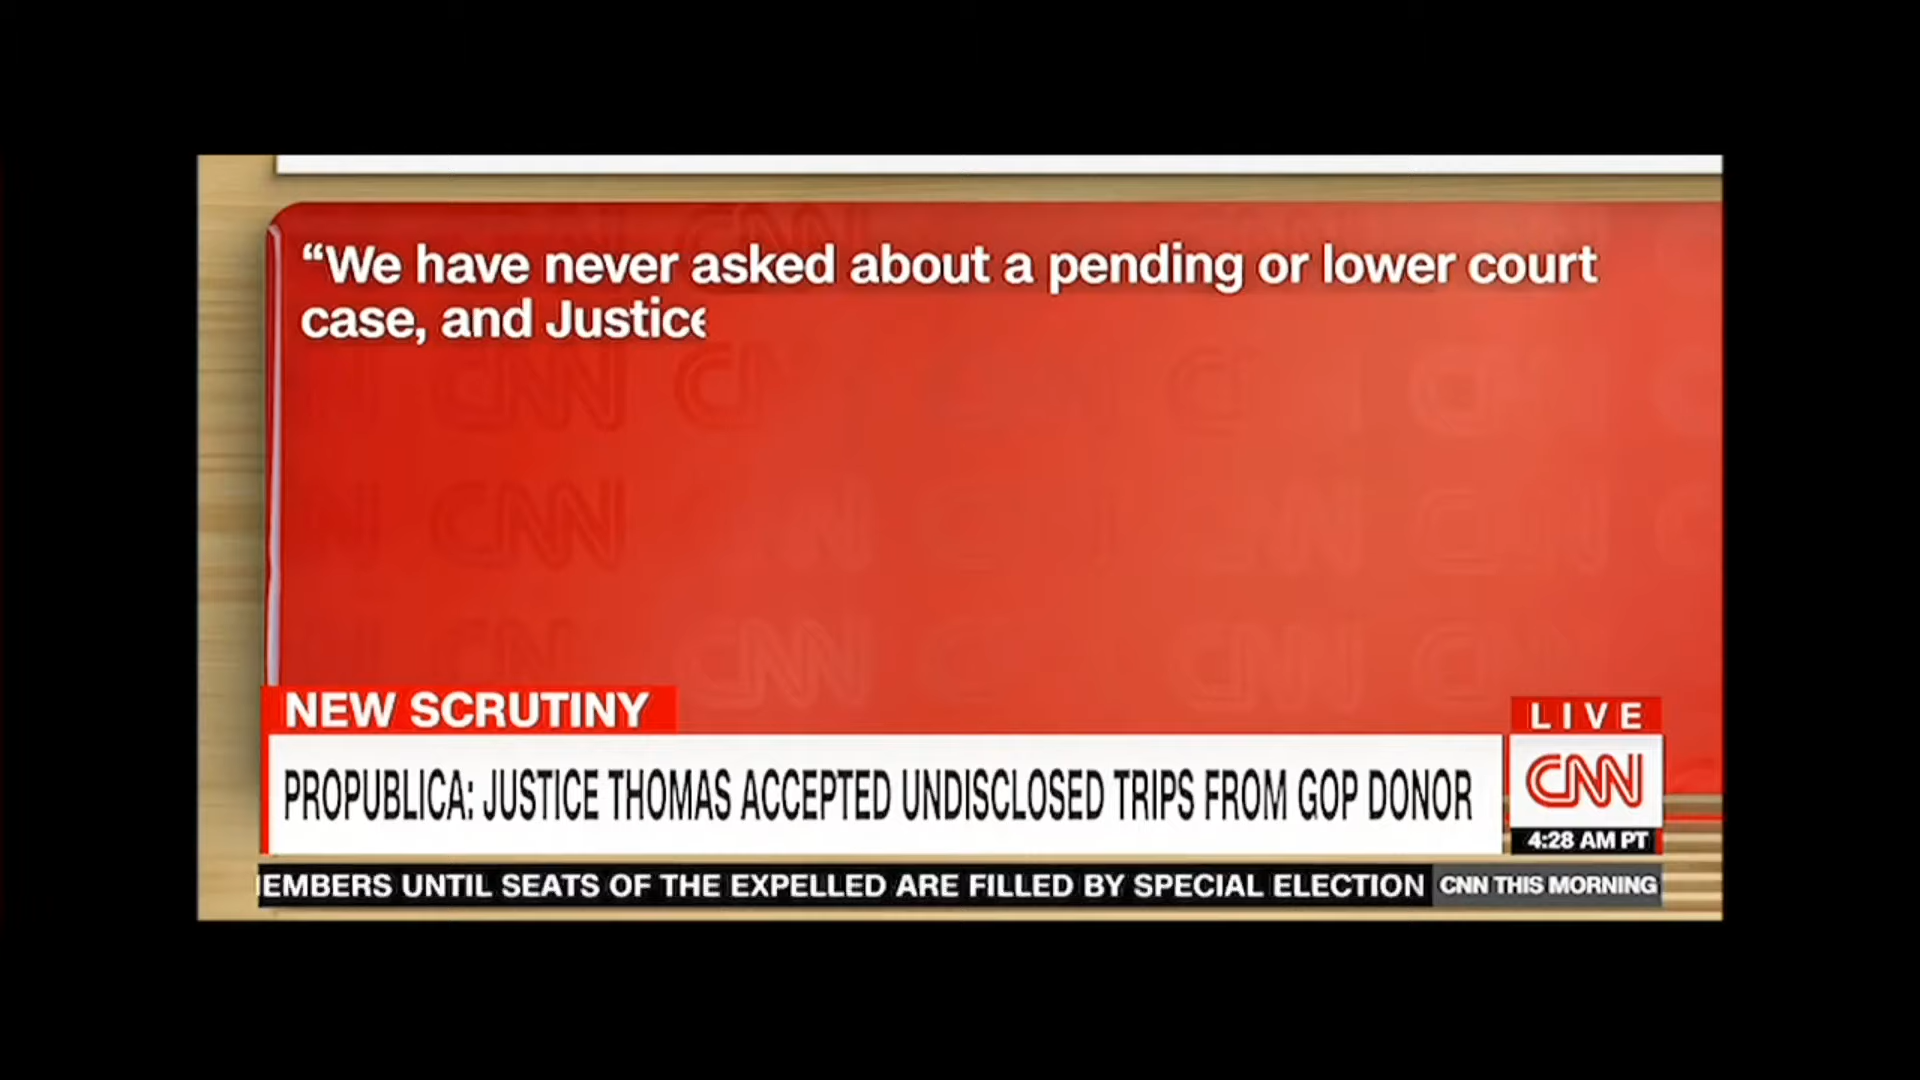 “We have never asked about a pending or lower court
case, and Justice
NEW SCRUTINY
PROPUBLICA: JUSTICE THOMAS ACCEPTED UNDISCLOSED TRIPS FROM GOP DONOR
LIVE
CNN
4:28 AM PT
EMBERS UNTIL SEATS OF THE EXPELLED ARE FILLED BY SPECIAL ELECTION
CNN THIS MORNING